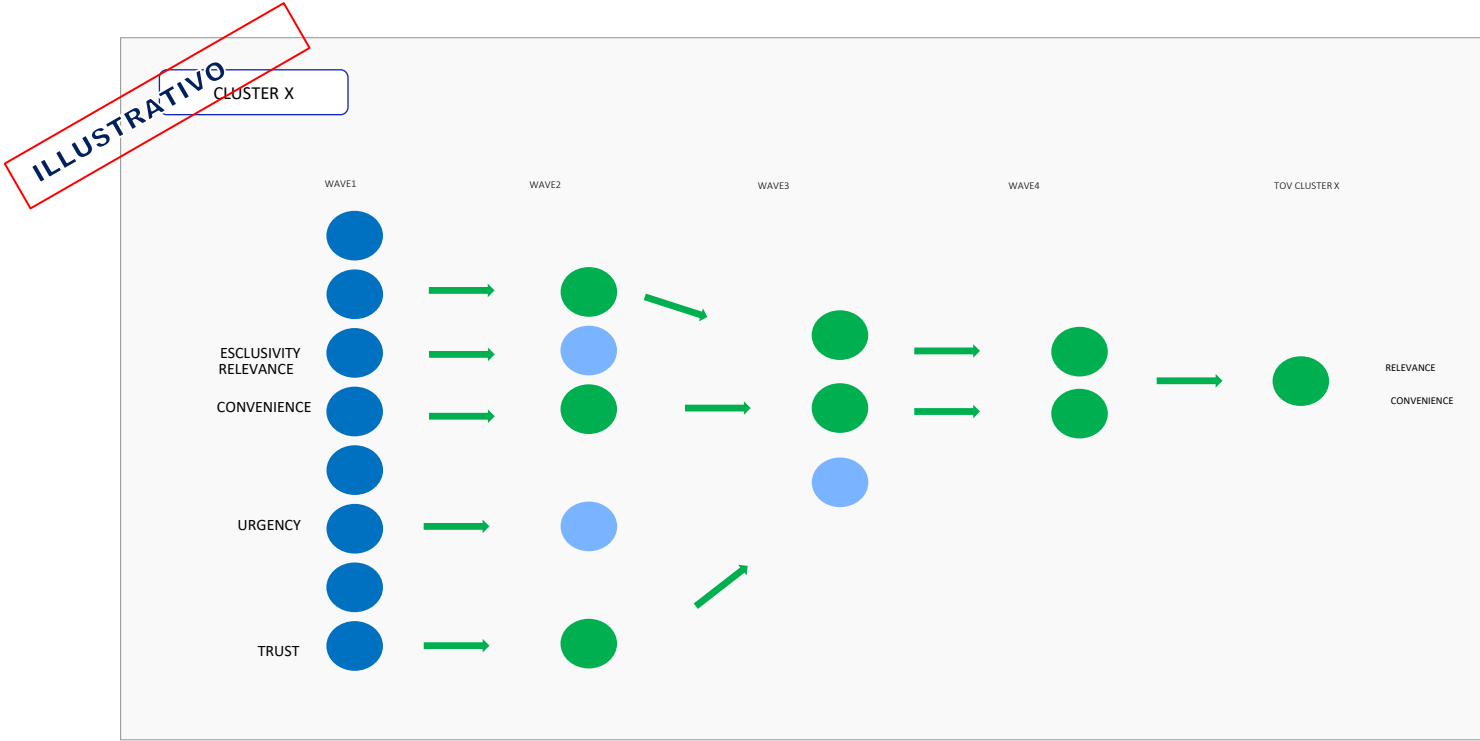 ILLUSTRATIVO
CLUSTER X
WAVE1
WAVE2
WAVE3
WAVE4
TOV CLUSTER X
ESCLUSIVITY
RELEVANCE
CONVENIENCE
URGENCY
TRUST
RELEVANCE
CONVENIENCE